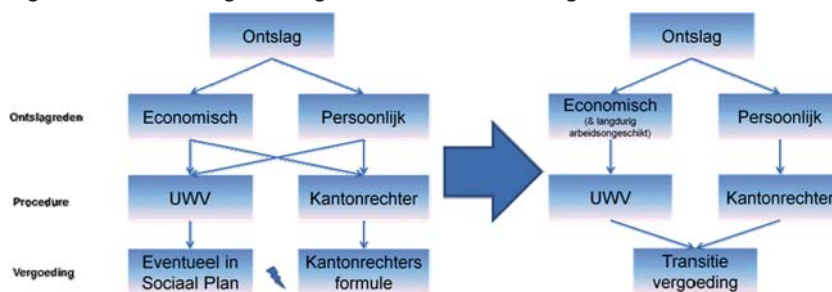 Ontslag
Ontslag
Ontslagreden
Economisch
Persoonlijk
Economisch
(& langdurig
arbeidsongeschikt)
Persoonlijk
Procedure
UWV
Kantonrechter
UWV
Kantonrechter
Vergoeding
Eventueel in
Sociaal Plan
Kantonrechters
formule
Transitie
vergoeding